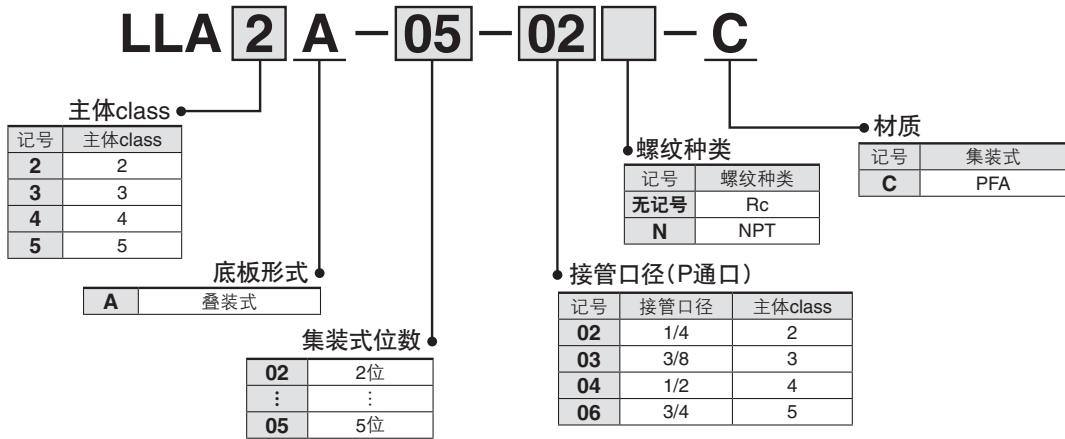 LLA 2 A － 05 － 02 － C
主体class
记号 主体class
2 2
3 3
4 4
5 5
底板形式
A 叠装式
集装式位数
02 2位
⋮ ⋮
05 5位
螺纹种类
记号 螺纹种类
无记号 Rc
N NPT
接管口径（P通口）
记号 接管口径 主体class
02 1/4 2
03 3/8 3
04 1/2 4
06 3/4 5
材质
记号 集装式
C PFA